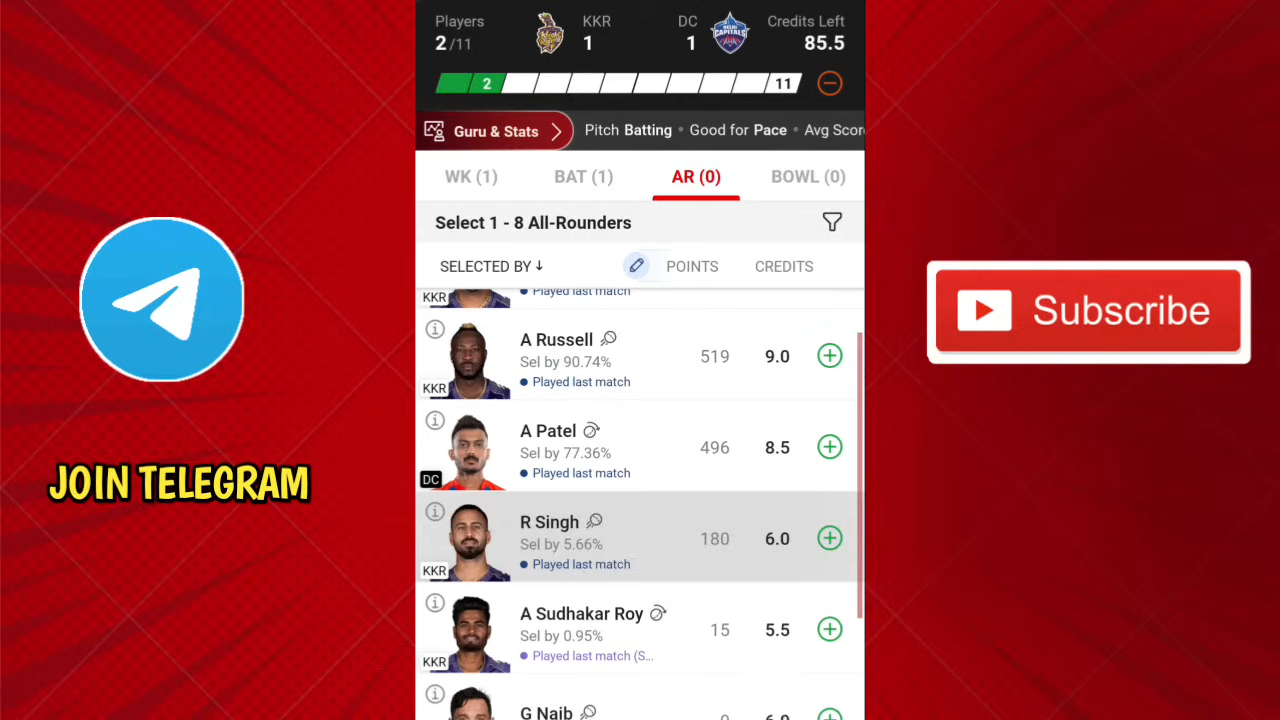 Players
2/11
KKR
1
DC
1
DELHI CAPITALS
Credits Left
85.5
2
11
Guru & Stats
Pitch Batting • Good for Pace • Avg Scor
WK (1)
BAT (1)
AR (0)
BOWL (0)
Select 1 - 8 All-Rounders
SELECTED BY ↓
POINTS
CREDITS
KKR
Played last match
A Russell
Sel by 90.74%
Played last match
KKR
519
9.0
A Patel
Sel by 77.36%
Played last match
DC
496
8.5
R Singh
Sel by 5.66%
Played last match
KKR
180
6.0
A Sudhakar Roy
Sel by 0.95%
Played last match (S...
KKR
15
5.5
G Naib
0
6.0
JOIN TELEGRAM
Subscribe